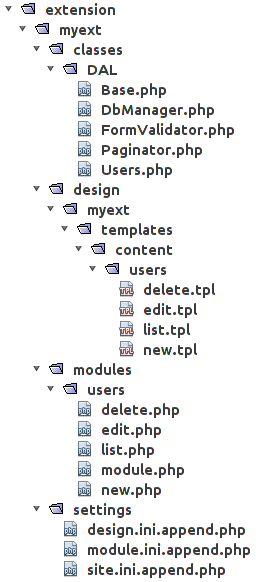 extension
myext
classes
DAL
Base.php
DbManager.php
FormValidator.php
Paginator.php
Users.php
design
myext
templates
content
users
delete.tpl
edit.tpl
list.tpl
new.tpl
modules
users
delete.php
edit.php
list.php
module.php
new.php
settings
design.ini.append.php
module.ini.append.php
site.ini.append.php